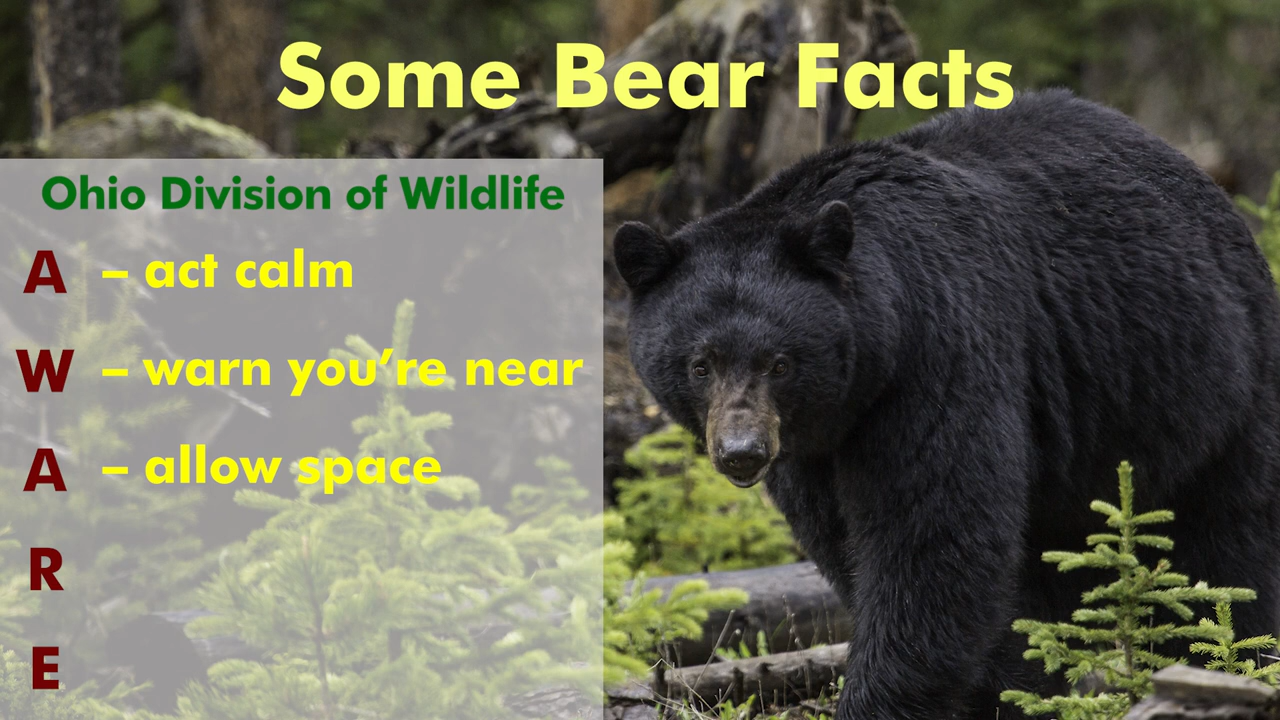 Some Bear Facts
Ohio Division of Wildlife
A – act calm
W – warn you’re near
A – allow space
R
E